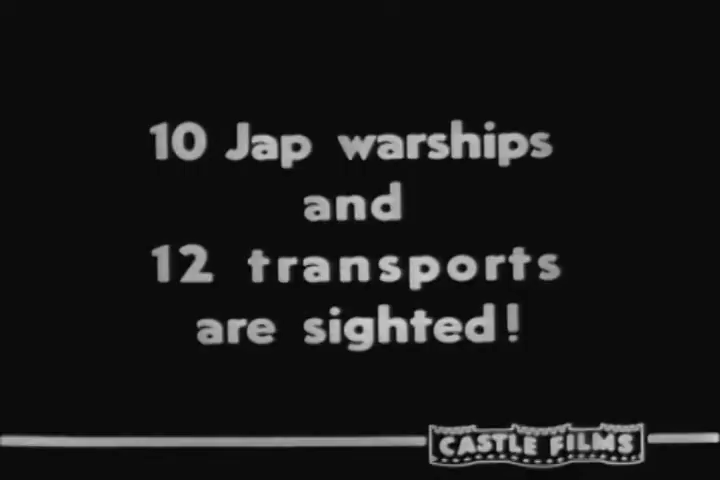 10 Jap warships
and
12 transports
are sighted!
CASTLE FILMS